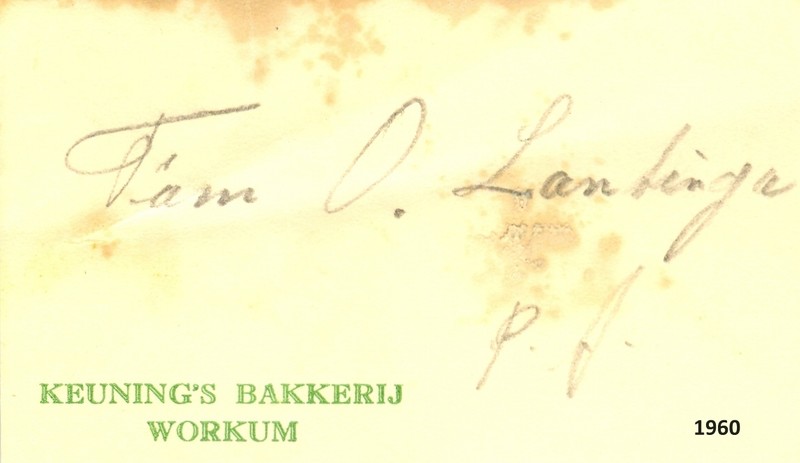 Fam O. Lantinga
p. f.
KEUNING'S BAKKERIJ
WORKUM
1960